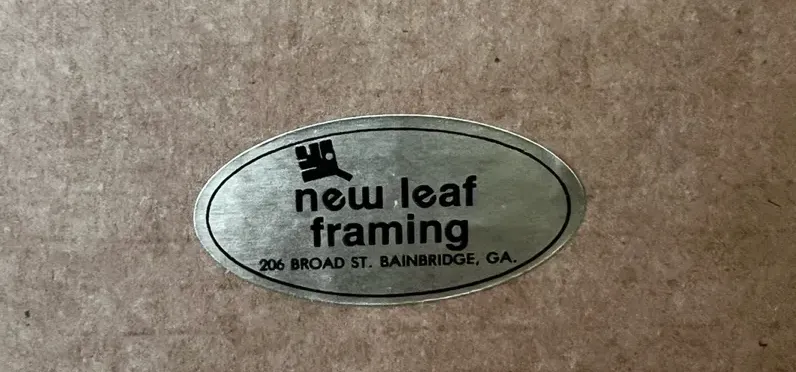 new leaf
framing
206 BROAD ST. BAINBRIDGE, GA.